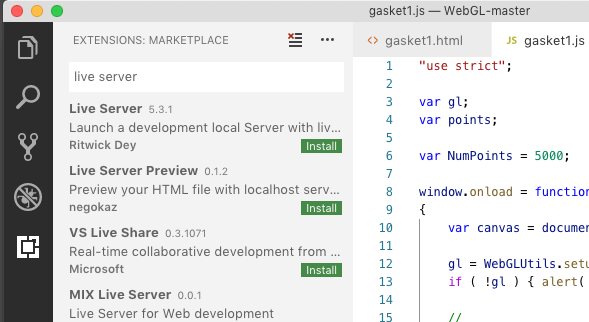 gasket1.js — WebGL-master
EXTENSIONS: MARKETPLACE
live server
Live Server 5.3.1
Launch a development local Server with liv...
Ritwick Dey Install
Live Server Preview 0.1.2
Preview your HTML file with localhost serv...
negokaz Install
VS Live Share 0.3.1071
Real-time collaborative development from ...
Microsoft Install
MIX Live Server 0.0.1
Live Server for Web development
<> gasket1.html JS gasket1.js
1 "use strict";
2
3 var gl;
4 var points;
5
6 var NumPoints = 5000;
7
8 window.onload = function
9 {
10 var canvas = documen
11
12 gl = WebGLUtils.setu
13 if ( !gl ) { alert(
14
15 //